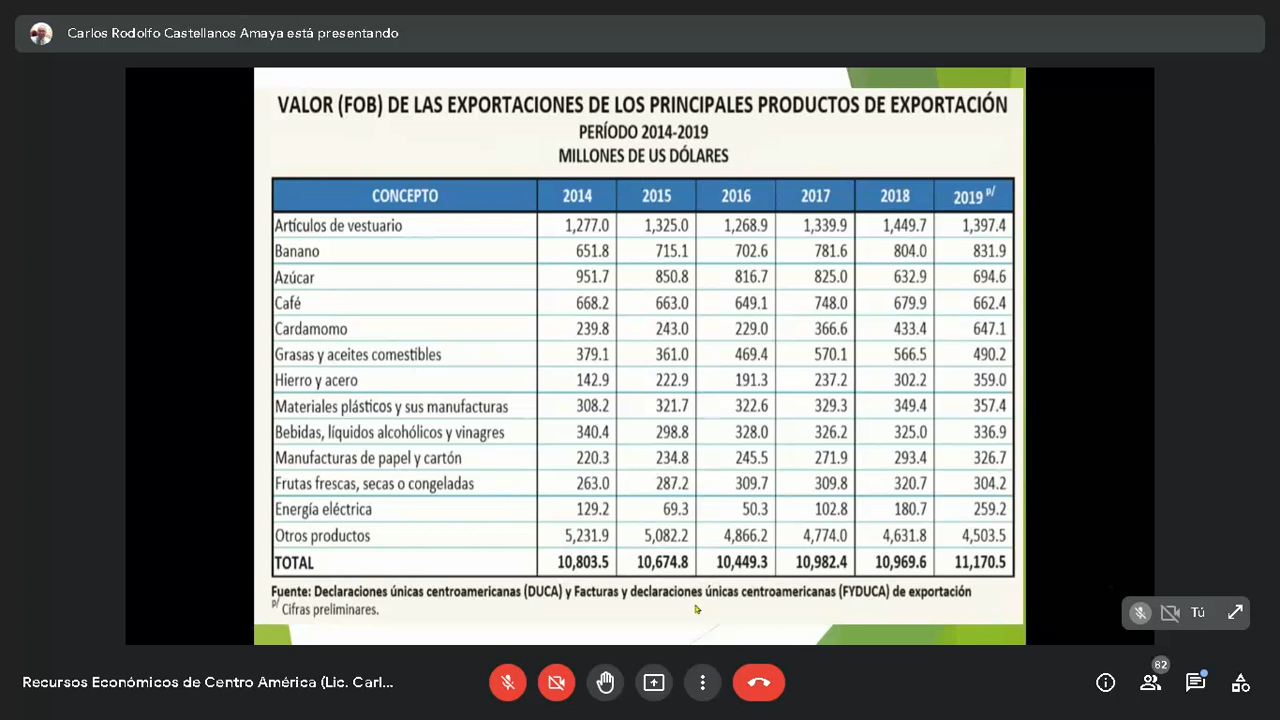 Carlos Rodolfo Castellanos Amaya está presentando
VALOR (FOB) DE LAS EXPORTACIONES DE LOS PRINCIPALES PRODUCTOS DE EXPORTACIÓN
PERÍODO 2014-2019
MILLONES DE US DÓLARES
CONCEPTO 2014 2015 2016 2017 2018 2019 p/
Artículos de vestuario 1,277.0 1,325.0 1,268.9 1,339.9 1,449.7 1,397.4
Banano 651.8 715.1 702.6 781.6 804.0 831.9
Azúcar 951.7 850.8 816.7 825.0 632.9 694.6
Café 668.2 663.0 649.1 748.0 679.9 662.4
Cardamomo 239.8 243.0 229.0 366.6 433.4 647.1
Grasas y aceites comestibles 379.1 361.0 469.4 570.1 566.5 490.2
Hierro y acero 142.9 222.9 191.3 237.2 302.2 359.0
Materiales plásticos y sus manufacturas 308.2 321.7 322.6 329.3 349.4 357.4
Bebidas, líquidos alcohólicos y vinagres 340.4 298.8 328.0 326.2 325.0 336.9
Manufacturas de papel y cartón 220.3 234.8 245.5 271.9 293.4 326.7
Frutas frescas, secas o congeladas 263.0 287.2 309.7 309.8 320.7 304.2
Energía eléctrica 129.2 69.3 50.3 102.8 180.7 259.2
Otros productos 5,231.9 5,082.2 4,866.2 4,774.0 4,631.8 4,503.5
TOTAL 10,803.5 10,674.8 10,449.3 10,982.4 10,969.6 11,170.5
Fuente: Declaraciones únicas centroamericanas (DUCA) y Facturas y declaraciones únicas centroamericanas (FYDUCA) de exportación
p/ Cifras preliminares.
Tú
Recursos Económicos de Centro América (Lic. Carl...
62